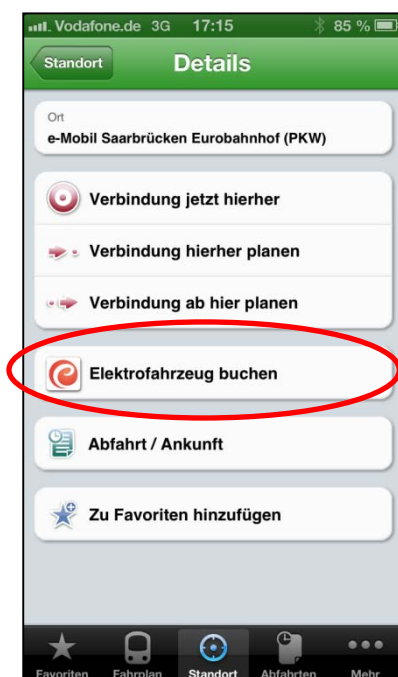 Vodafone.de 3G 17:15 85 %
Standort Details
Ort
e-Mobil Saarbrücken Eurobahnhof (PKW)
Verbindung jetzt hierher
Verbindung hierher planen
Verbindung ab hier planen
Elektrofahrzeug buchen
Abfahrt / Ankunft
Zu Favoriten hinzufügen
Favoriten Fahrplan Standort Abfahrten Mehr